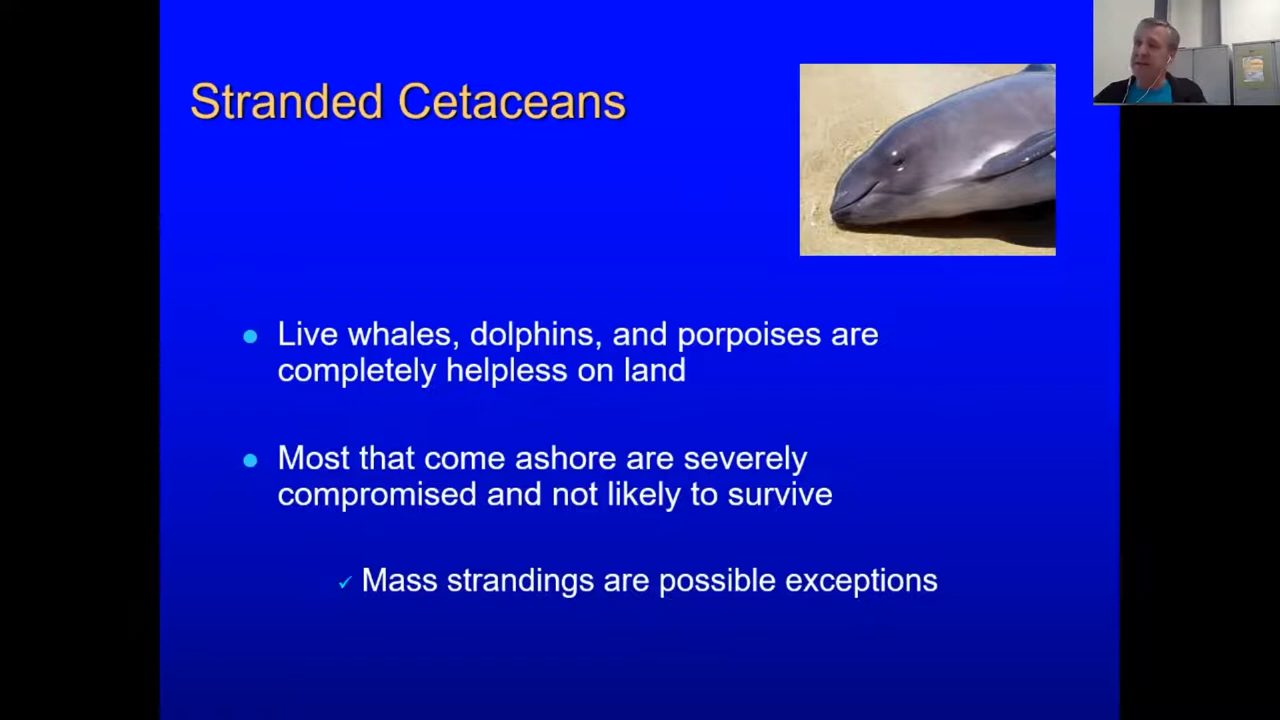 Stranded Cetaceans
● Live whales, dolphins, and porpoises are
completely helpless on land
● Most that come ashore are severely
compromised and not likely to survive
✓ Mass strandings are possible exceptions